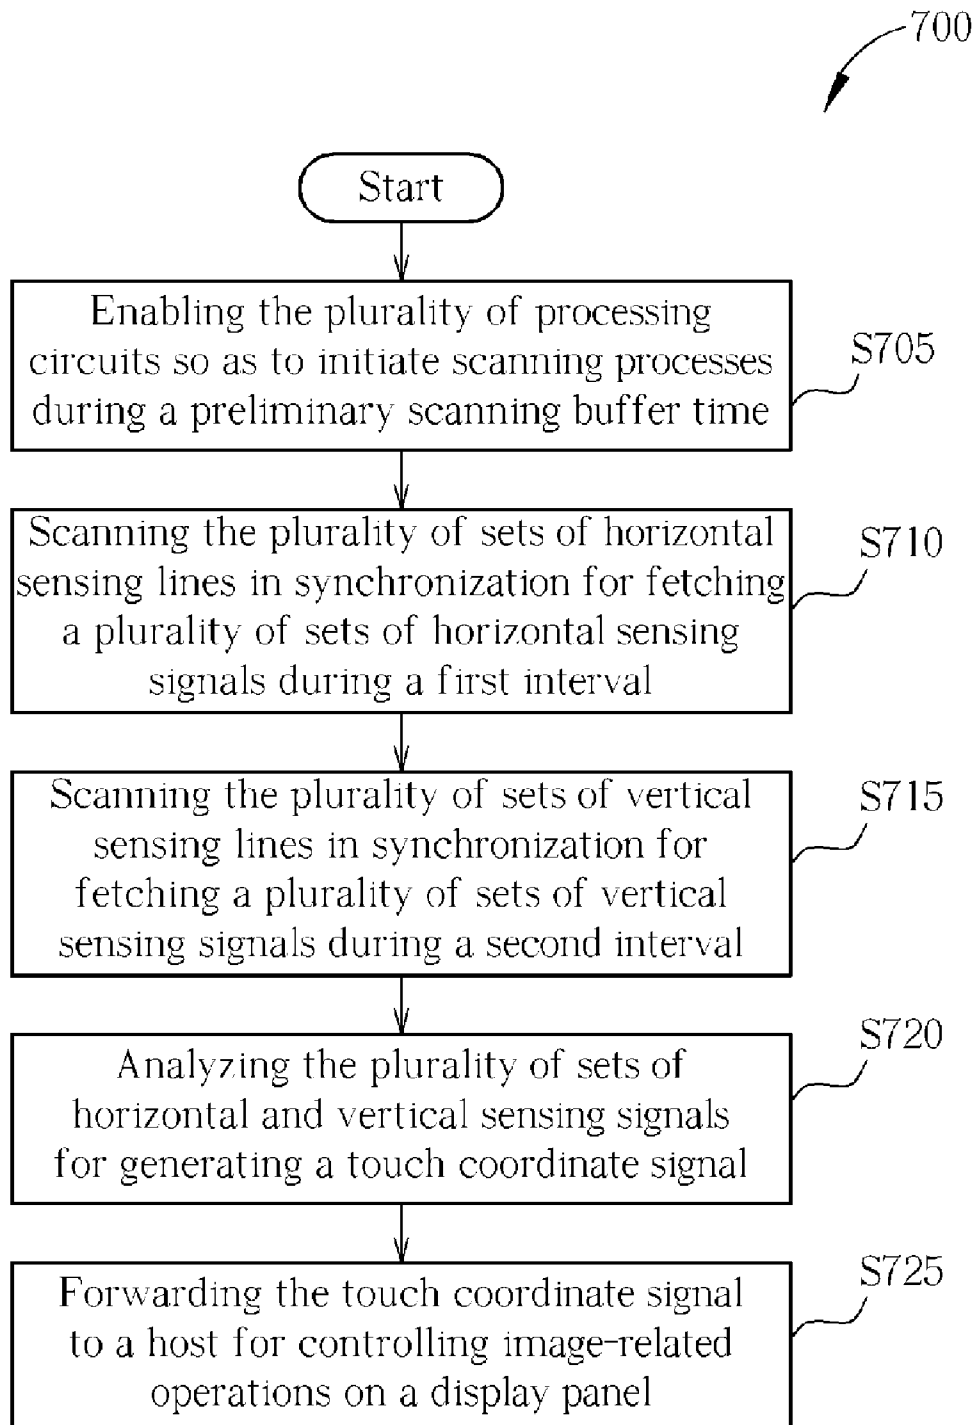 700
Start
Enabling the plurality of processing
circuits so as to initiate scanning processes
during a preliminary scanning buffer time
S705
Scanning the plurality of sets of horizontal
sensing lines in synchronization for fetching
a plurality of sets of horizontal sensing
signals during a first interval
S710
Scanning the plurality of sets of vertical
sensing lines in synchronization for
fetching a plurality of sets of vertical
sensing signals during a second interval
S715
Analyzing the plurality of sets of
horizontal and vertical sensing signals
for generating a touch coordinate signal
S720
Forwarding the touch coordinate signal
to a host for controlling image-related
operations on a display panel
S725